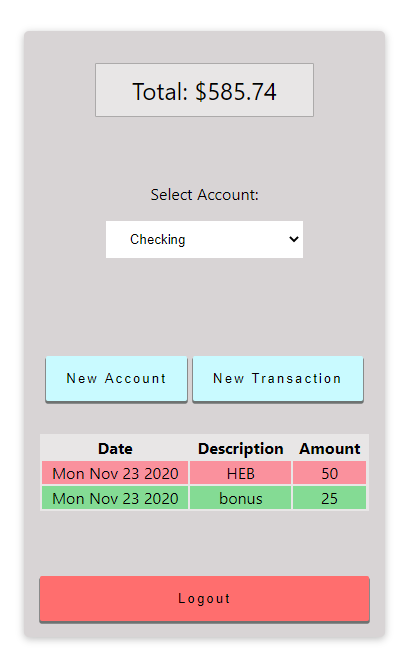 Total: $585.74
Select Account:
Checking
New Account New Transaction
Date Description Amount
Mon Nov 23 2020 HEB 50
Mon Nov 23 2020 bonus 25
Logout